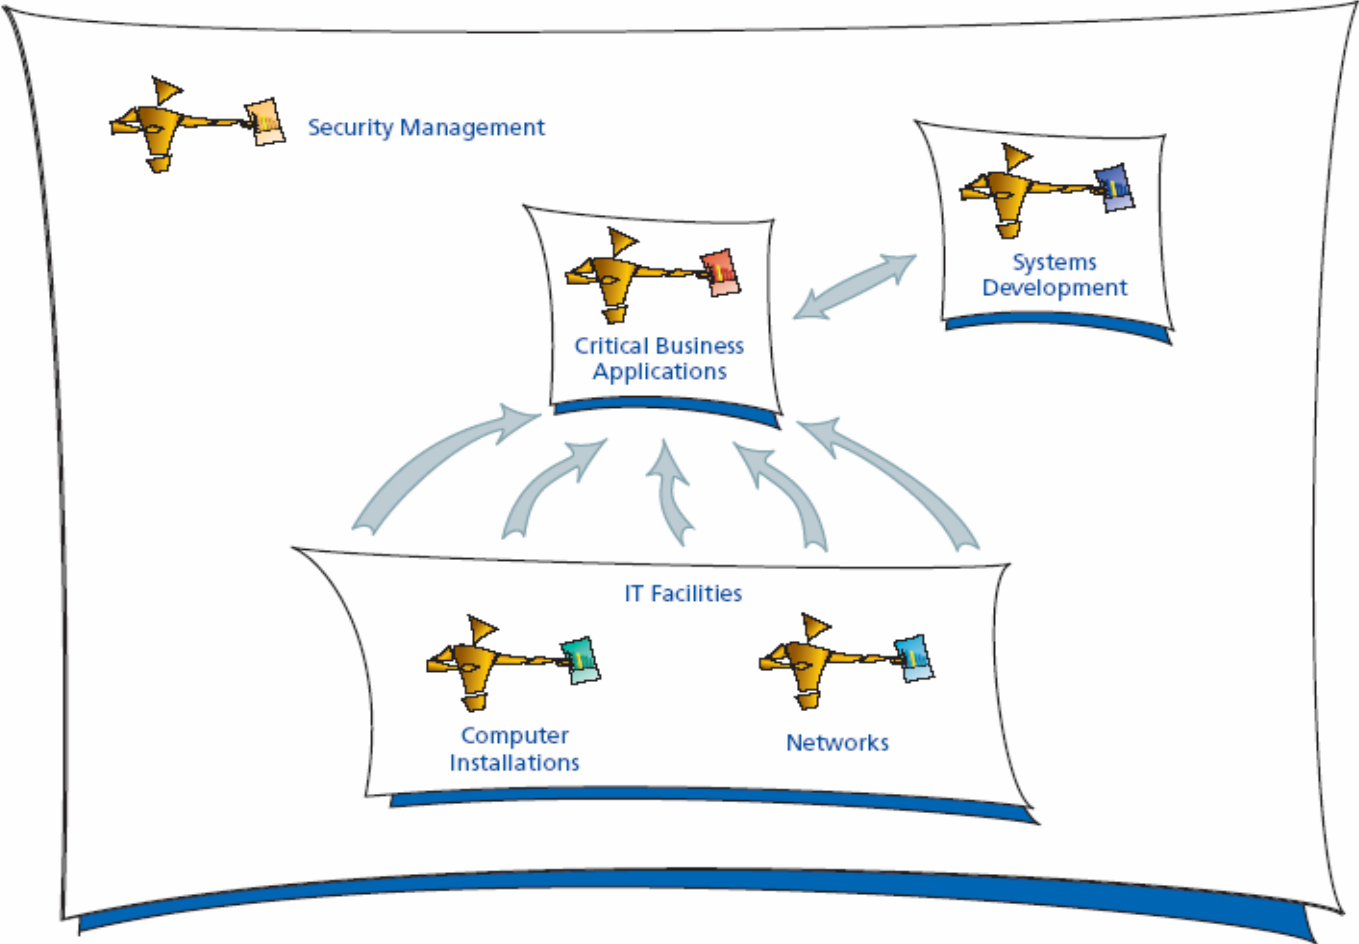 Security Management
Systems
Development
Critical Business
Applications
IT Facilities
Computer
Installations
Networks